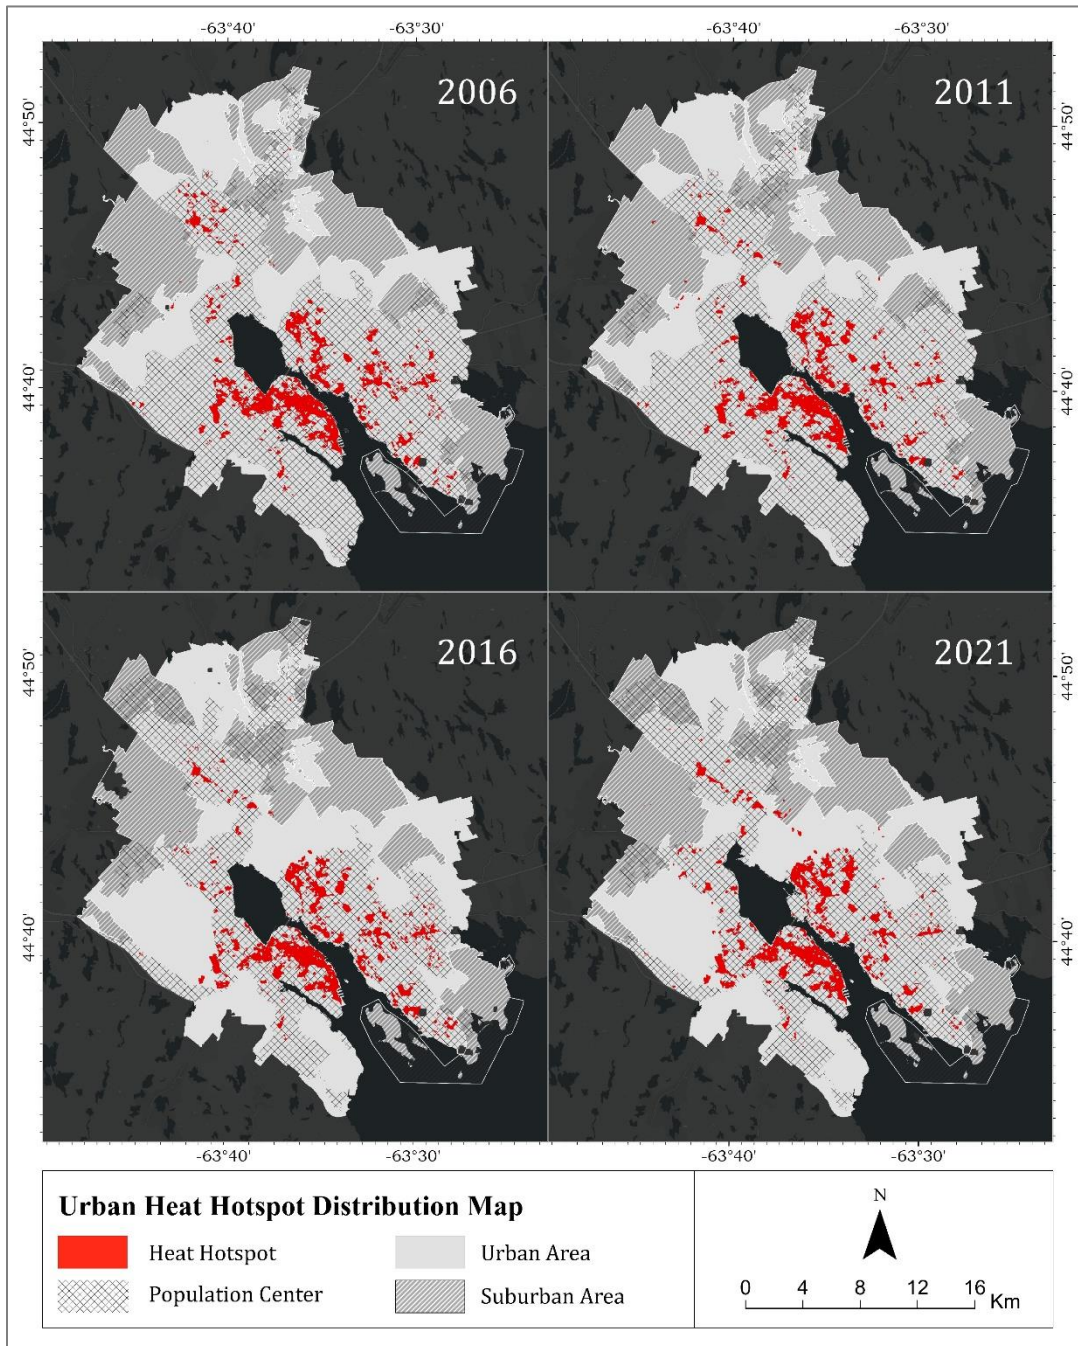 -63°40' -63°30' -63°40' -63°30'
2006 2011
44°50' 44°50'
44°40' 44°40'
2016 2021
44°50' 44°50'
44°40' 44°40'
-63°40' -63°30' -63°40' -63°30'
Urban Heat Hotspot Distribution Map
Heat Hotspot Urban Area
Population Center Suburban Area
N
0 4 8 12 16 Km